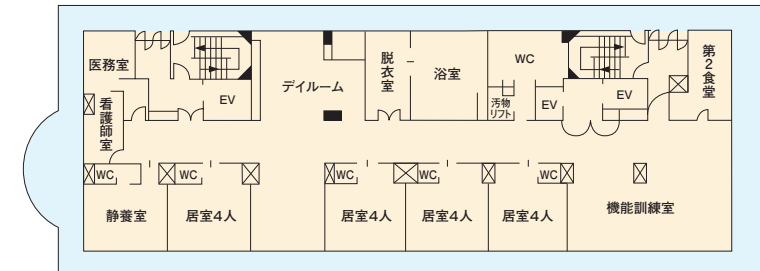 医務室
看護師室
EV
デイルーム
脱衣室
浴室
WC
汚物
リフト
EV
EV
第2食堂
WC
WC
WC
WC
WC
静養室
居室4人
居室4人
居室4人
居室4人
機能訓練室